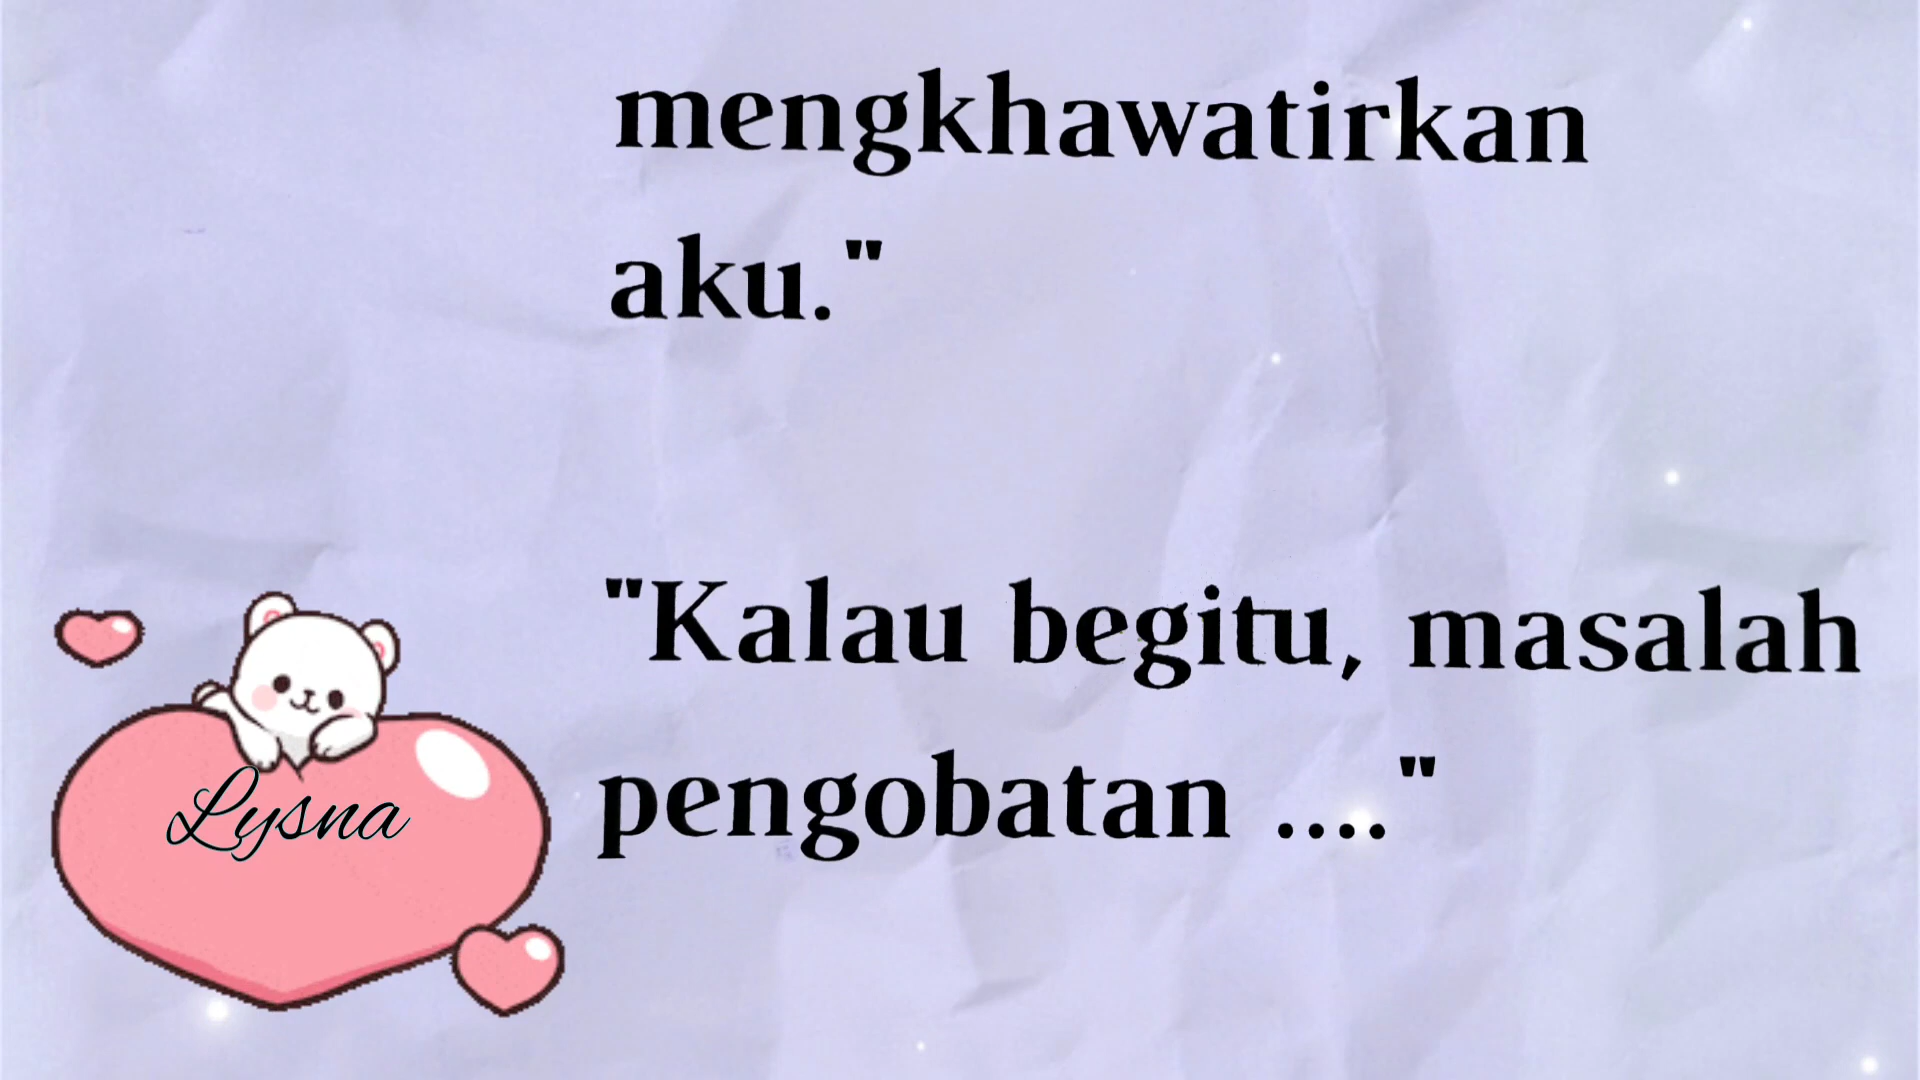 mengkhawatirkan
aku."
"Kalau begitu, masalah
pengobatan ...."
Lysna